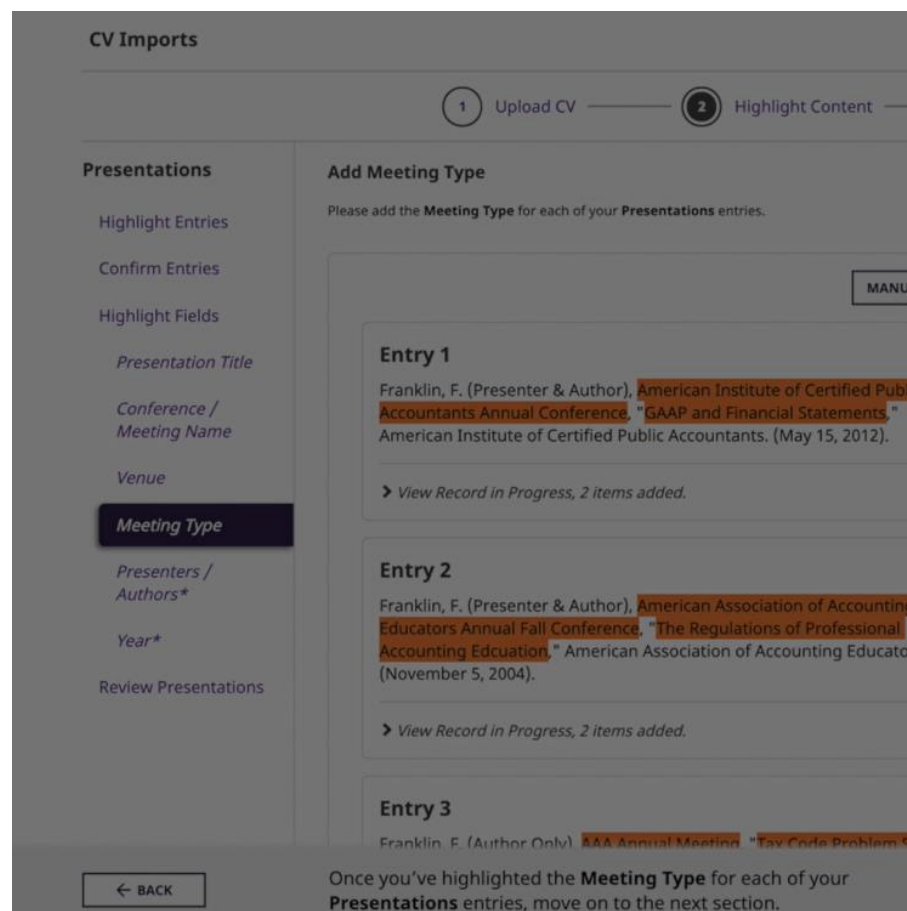 CV Imports
1 Upload CV
2 Highlight Content
Presentations
Highlight Entries
Confirm Entries
Highlight Fields
Presentation Title
Conference /
Meeting Name
Venue
Meeting Type
Presenters /
Authors*
Year*
Review Presentations
Add Meeting Type
Please add the Meeting Type for each of your Presentations entries.
MANU
Entry 1
Franklin, F. (Presenter & Author), American Institute of Certified Pub
Accountants Annual Conference, "GAAP and Financial Statements,"
American Institute of Certified Public Accountants. (May 15, 2012).
View Record in Progress, 2 items added.
Entry 2
Franklin, F. (Presenter & Author), American Association of Accounting
Educators Annual Fall Conference, "The Regulations of Professional
Accounting Edcuation," American Association of Accounting Educato
(November 5, 2004).
View Record in Progress, 2 items added.
Entry 3
Franklin, F. (Author Only), AAA Annual Meeting, "Tax Code Problem S
← BACK
Once you've highlighted the Meeting Type for each of your
Presentations entries, move on to the next section.